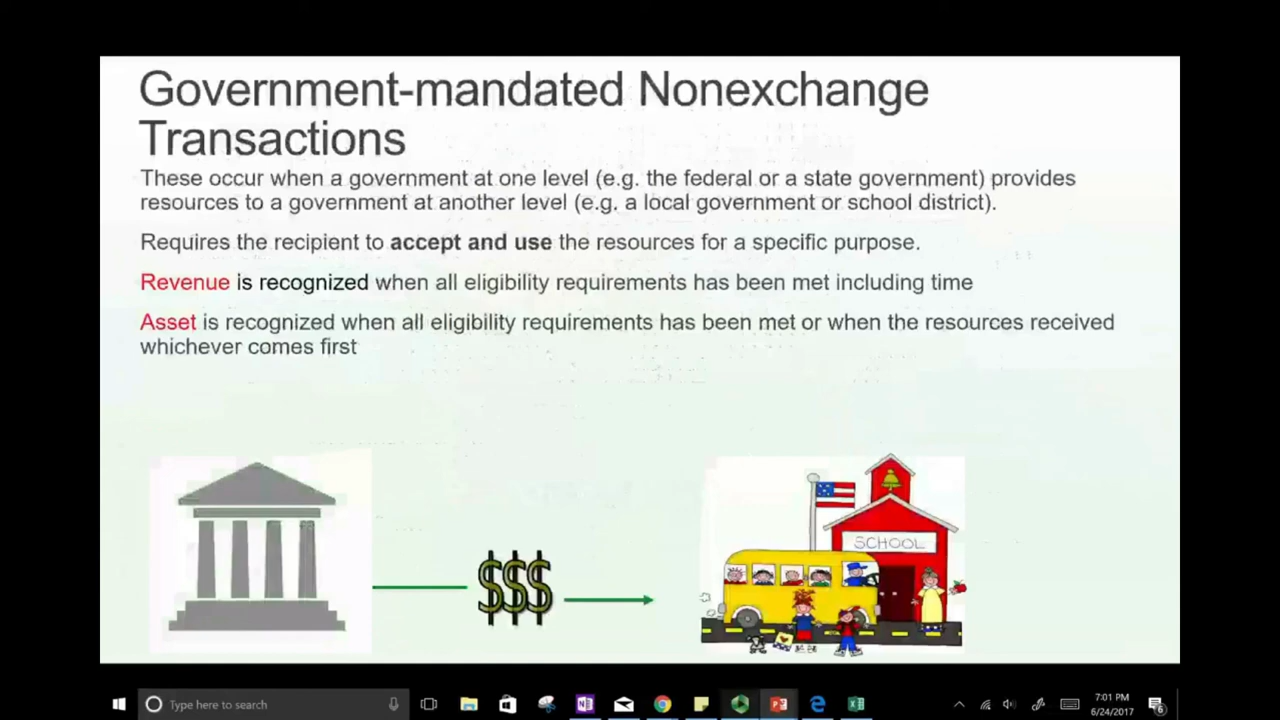 Government-mandated Nonexchange
Transactions
These occur when a government at one level (e.g. the federal or a state government) provides
resources to a government at another level (e.g. a local government or school district).
Requires the recipient to accept and use the resources for a specific purpose.
Revenue is recognized when all eligibility requirements has been met including time
Asset is recognized when all eligibility requirements has been met or when the resources received
whichever comes first
$$$
SCHOOL
Type here to search
7:01 PM
6/24/2017
6